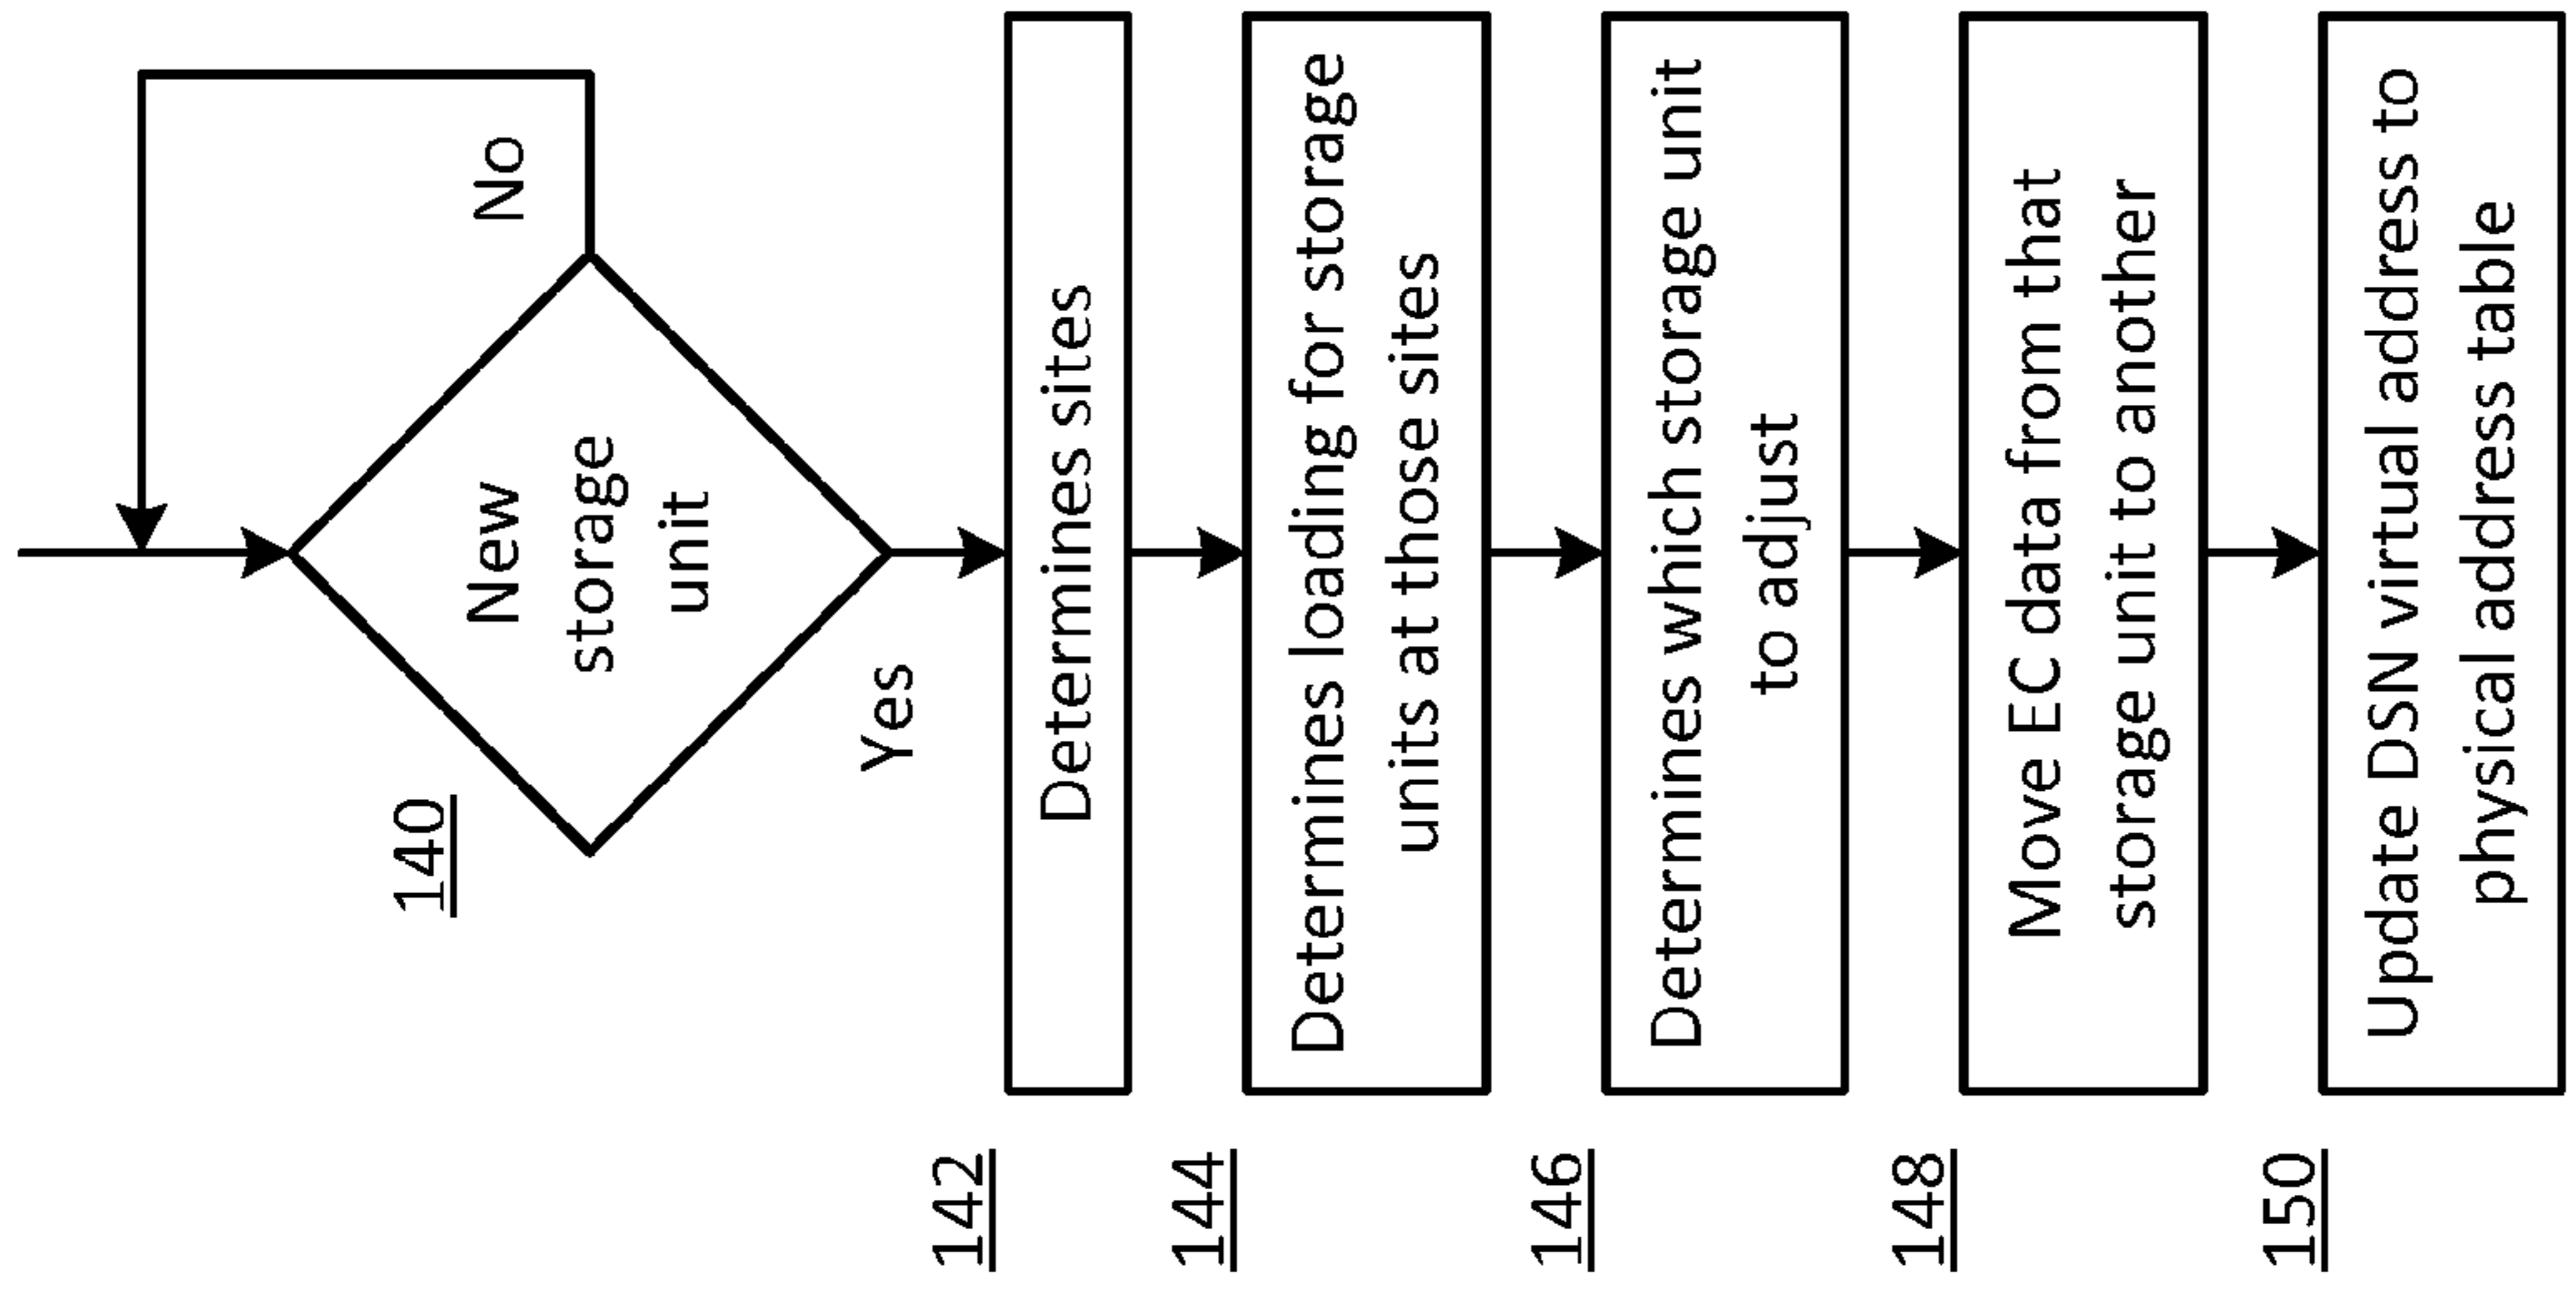 140
New
storage
unit
No
Yes
142
Determines sites
144
Determines loading for storage
units at those sites
146
Determines which storage unit
to adjust
148
Move EC data from that
storage unit to another
150
Update DSN virtual address to
physical address table